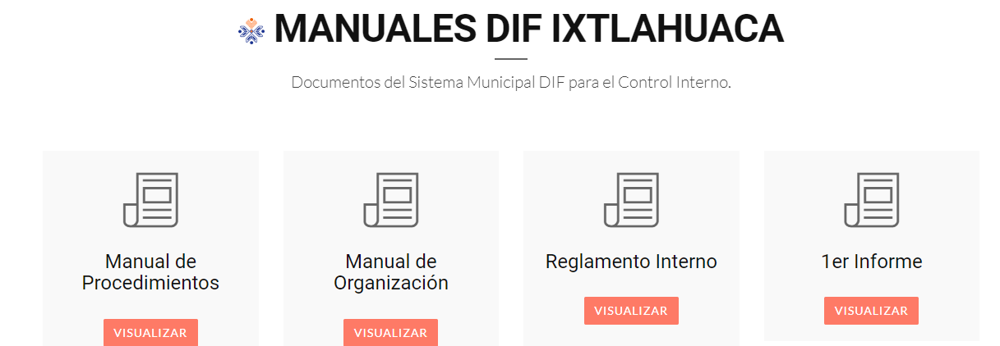 MANUALES DIF IXTLAHUACA
Documentos del Sistema Municipal DIF para el Control Interno.
Manual de
Procedimientos
VISUALIZAR
Manual de
Organización
VISUALIZAR
Reglamento Interno
VISUALIZAR
1er Informe
VISUALIZAR